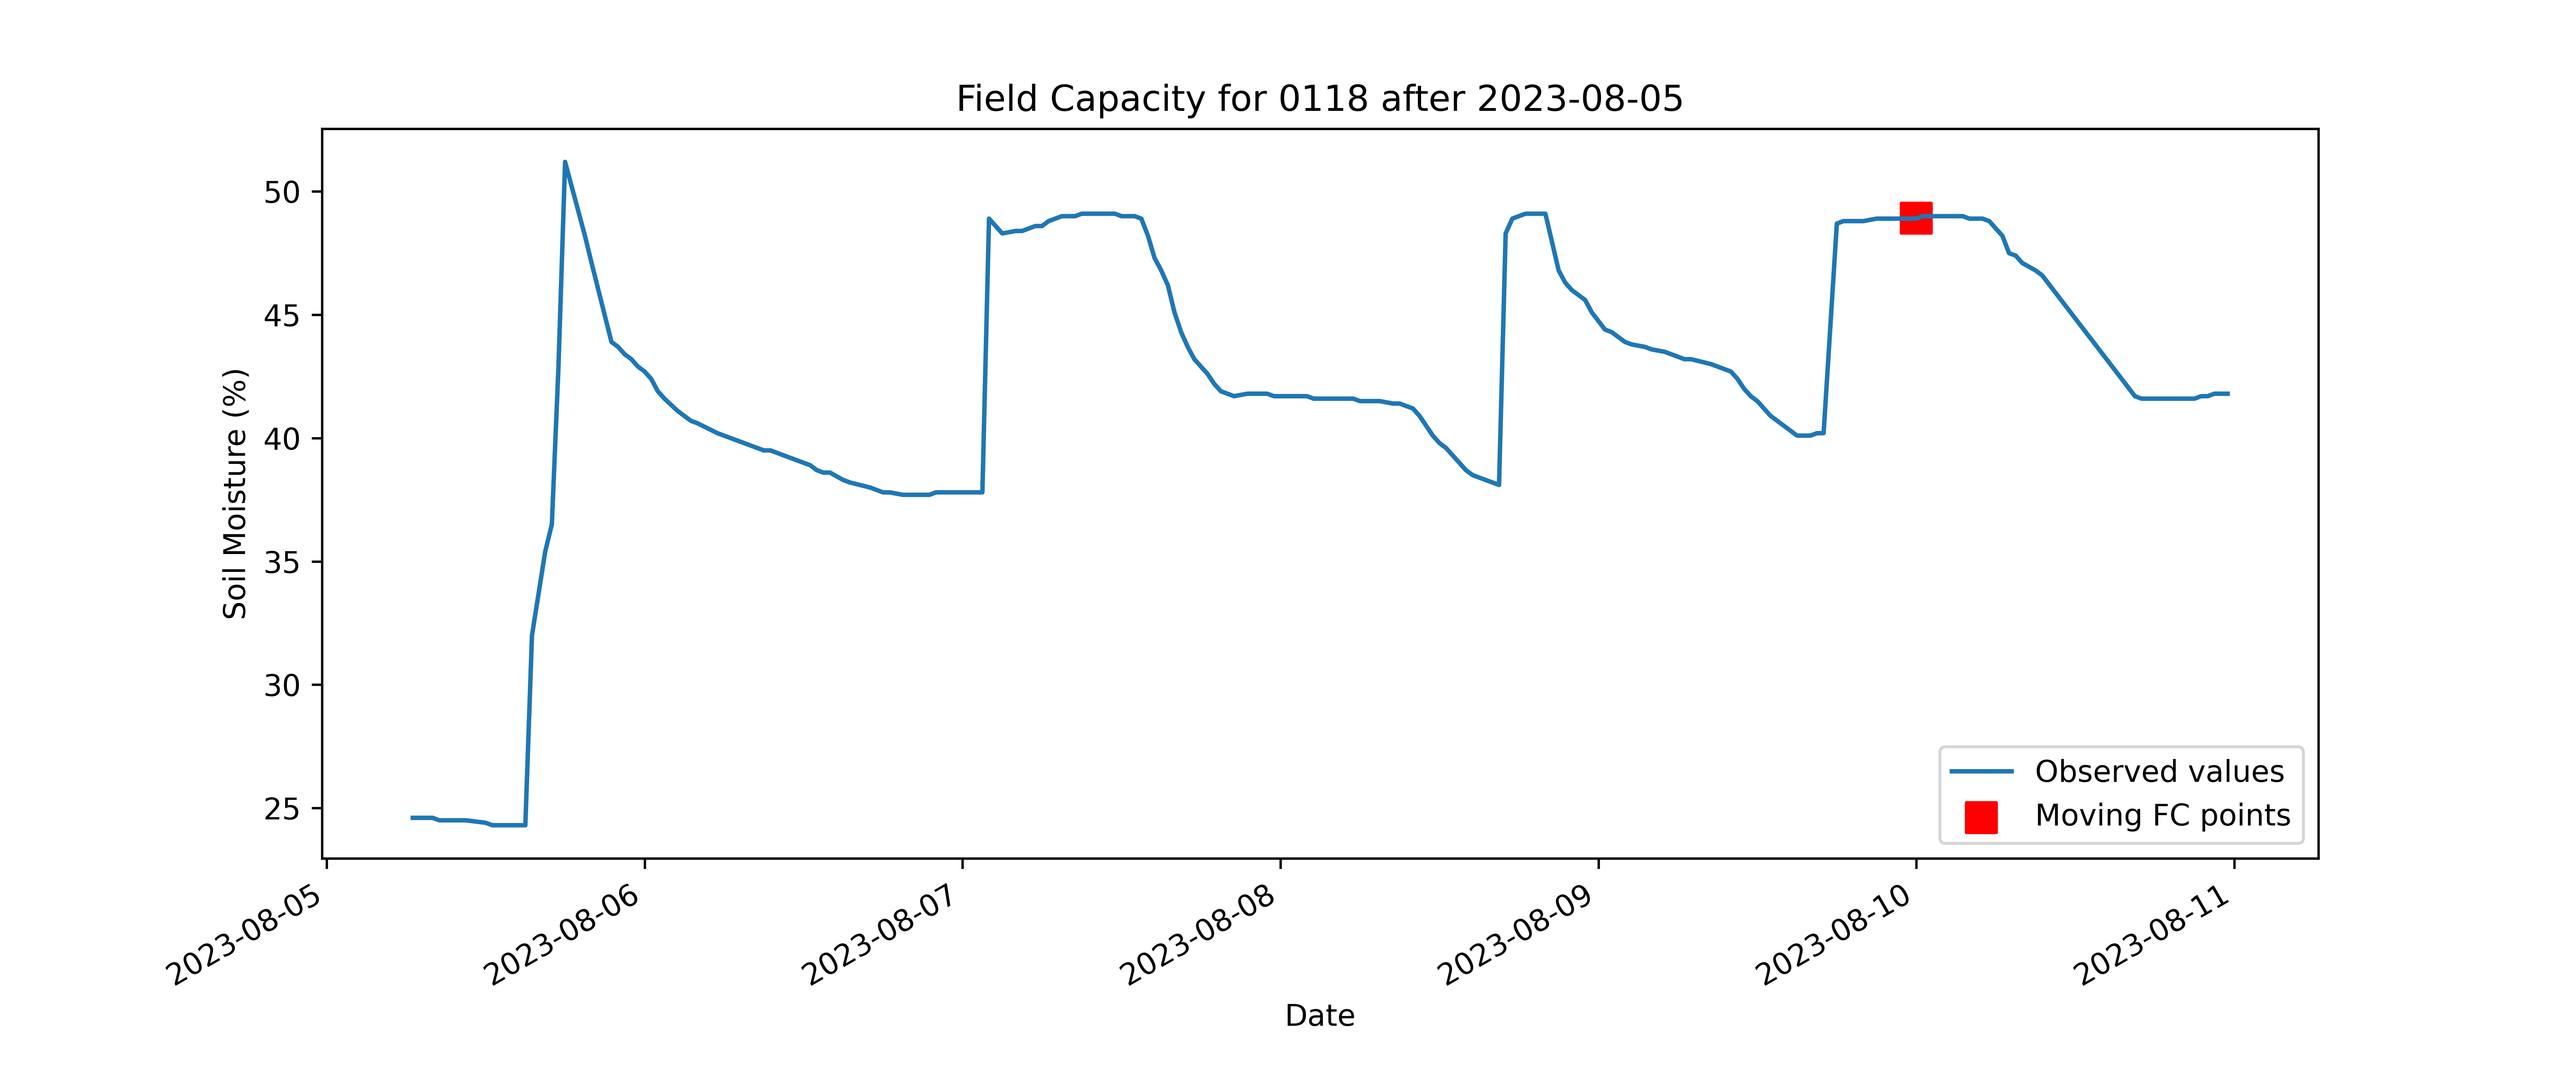 Field Capacity for 0118 after 2023-08-05
Soil Moisture (%)
50
45
40
35
30
25
Observed values
Moving FC points
2023-08-05
2023-08-06
2023-08-07
2023-08-08
2023-08-09
2023-08-10
2023-08-11
Date